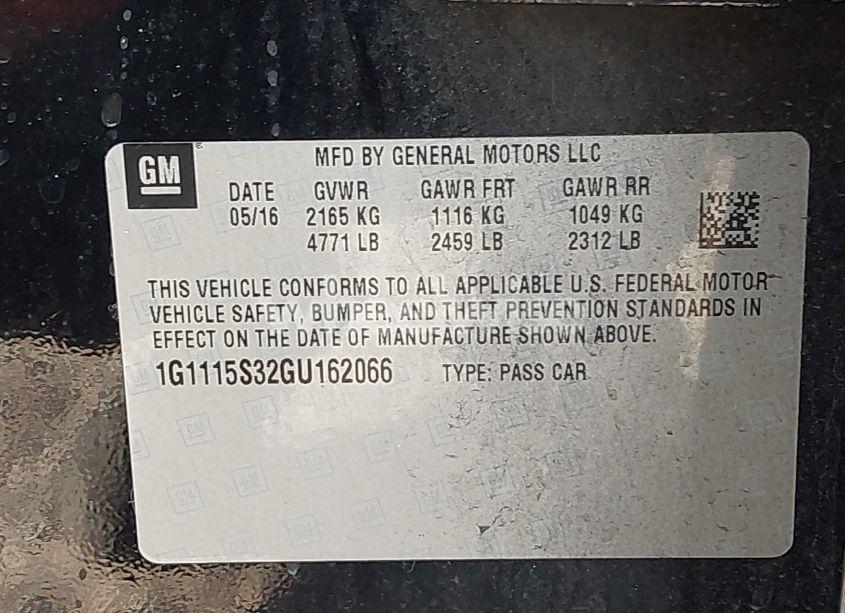 GM
MFD BY GENERAL MOTORS LLC
DATE GVWR GAWR FRT GAWR RR
05/16 2165 KG 1116 KG 1049 KG
4771 LB 2459 LB 2312 LB
THIS VEHICLE CONFORMS TO ALL APPLICABLE U.S. FEDERAL MOTOR
VEHICLE SAFETY, BUMPER, AND THEFT PREVENTION STANDARDS IN
EFFECT ON THE DATE OF MANUFACTURE SHOWN ABOVE.
1G1115S32GU162066 TYPE: PASS CAR